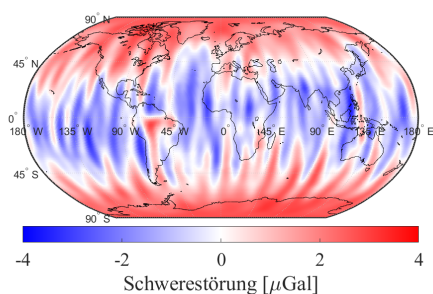 90° N
45° N
0°
180° W 135° W 90° W 45° W 0° 45° E 90° E 135° E 180° E
45° S
90° S
-4 -2 0 2 4
Schwerestörung [μGal]